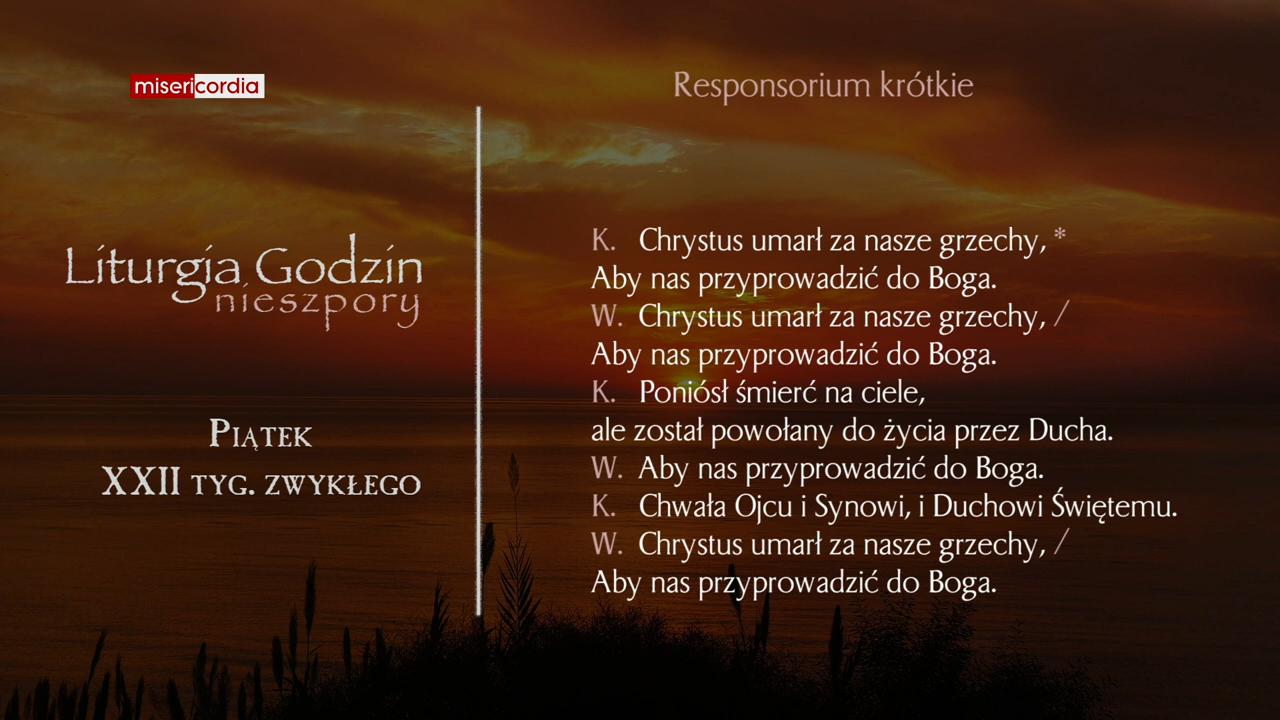 misericordia
Liturgia Godzin
nieszpory
Piątek
XXII tyg. zwykłego
Responsorium krótkie
K. Chrystus umarł za nasze grzechy, *
Aby nas przyprowadzić do Boga.
W. Chrystus umarł za nasze grzechy, /
Aby nas przyprowadzić do Boga.
K. Poniósł śmierć na ciele,
ale został powołany do życia przez Ducha.
W. Aby nas przyprowadzić do Boga.
K. Chwała Ojcu i Synowi, i Duchowi Świętemu.
W. Chrystus umarł za nasze grzechy, /
Aby nas przyprowadzić do Boga.